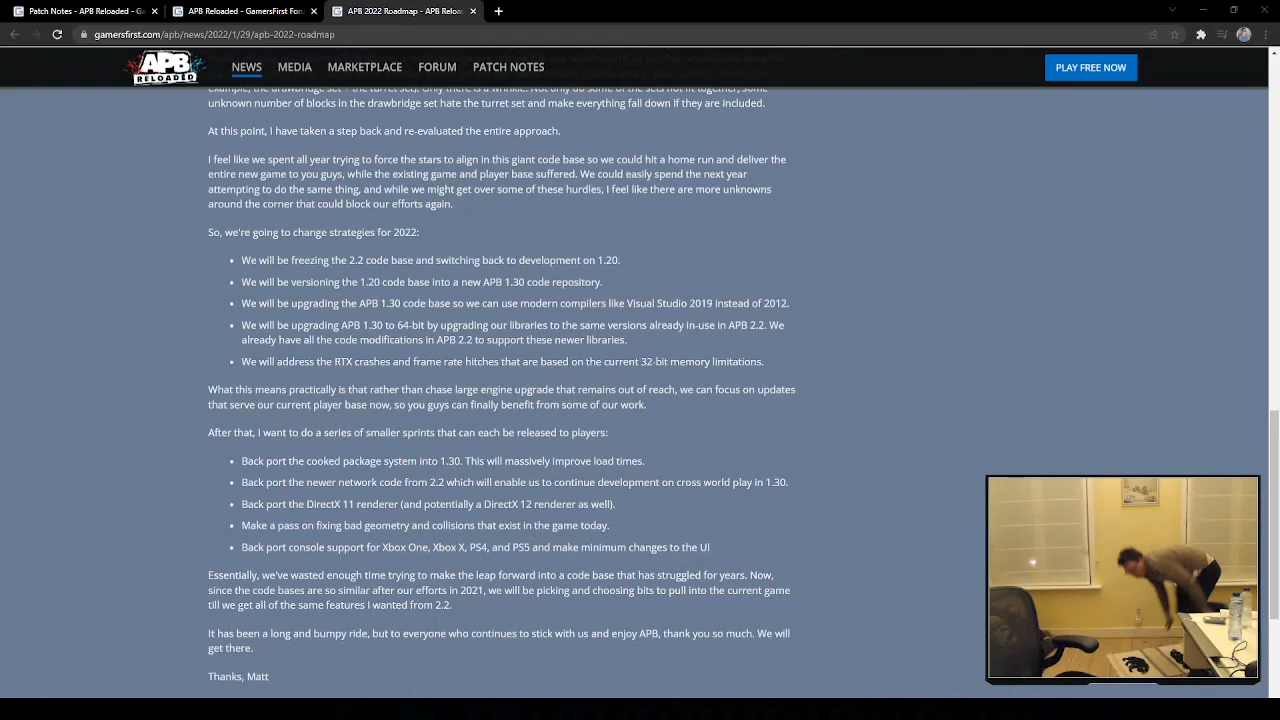 Patch Notes - APB Reloaded - Ga
APB Reloaded - GamersFirst Foru
APB 2022 Roadmap - APB Reloa
gamersfirst.com/apb/news/2022/1/29/apb-2022-roadmap
APB
RELOADED
NEWS
MEDIA
MARKETPLACE
FORUM
PATCH NOTES
PLAY FREE NOW
example, the drawbridge set + the turret set). Only there is a wrinkle. Not only do some of the sets not fit together, some
unknown number of blocks in the drawbridge set hate the turret set and make everything fall down if they are included.
At this point, I have taken a step back and re-evaluated the entire approach.
I feel like we spent all year trying to force the stars to align in this giant code base so we could hit a home run and deliver the
entire new game to you guys, while the existing game and player base suffered. We could easily spend the next year
attempting to do the same thing, and while we might get over some of these hurdles, I feel like there are more unknowns
around the corner that could block our efforts again.
So, we're going to change strategies for 2022:
• We will be freezing the 2.2 code base and switching back to development on 1.20.
• We will be versioning the 1.20 code base into a new APB 1.30 code repository.
• We will be upgrading the APB 1.30 code base so we can use modern compilers like Visual Studio 2019 instead of 2012.
• We will be upgrading APB 1.30 to 64-bit by upgrading our libraries to the same versions already in-use in APB 2.2. We
already have all the code modifications in APB 2.2 to support these newer libraries.
• We will address the RTX crashes and frame rate hitches that are based on the current 32-bit memory limitations.
What this means practically is that rather than chase large engine upgrade that remains out of reach, we can focus on updates
that serve our current player base now, so you guys can finally benefit from some of our work.
After that, I want to do a series of smaller sprints that can each be released to players:
• Back port the cooked package system into 1.30. This will massively improve load times.
• Back port the newer network code from 2.2 which will enable us to continue development on cross world play in 1.30.
• Back port the DirectX 11 renderer (and potentially a DirectX 12 renderer as well).
• Make a pass on fixing bad geometry and collisions that exist in the game today.
• Back port console support for Xbox One, Xbox X, PS4, and PS5 and make minimum changes to the UI
Essentially, we've wasted enough time trying to make the leap forward into a code base that has struggled for years. Now,
since the code bases are so similar after our efforts in 2021, we will be picking and choosing bits to pull into the current game
till we get all of the same features I wanted from 2.2.
It has been a long and bumpy ride, but to everyone who continues to stick with us and enjoy APB, thank you so much. We will
get there.
Thanks, Matt